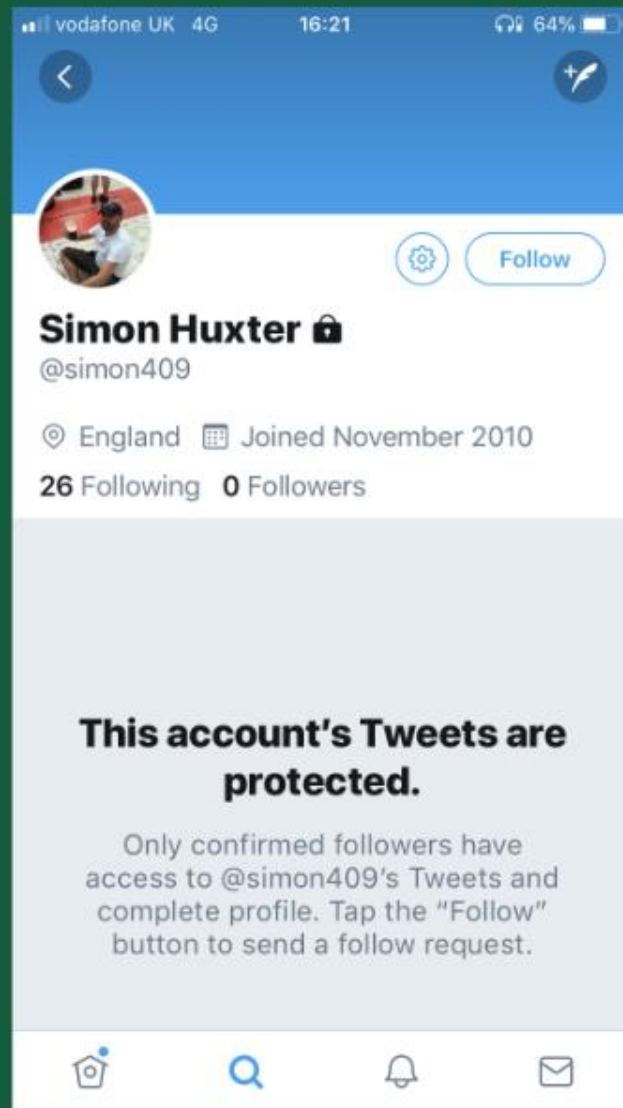 vodafone UK 4G 16:21 64%
Follow
Simon Huxter
@simon409
England Joined November 2010
26 Following 0 Followers
This account's Tweets are
protected.
Only confirmed followers have
access to @simon409's Tweets and
complete profile. Tap the “Follow”
button to send a follow request.